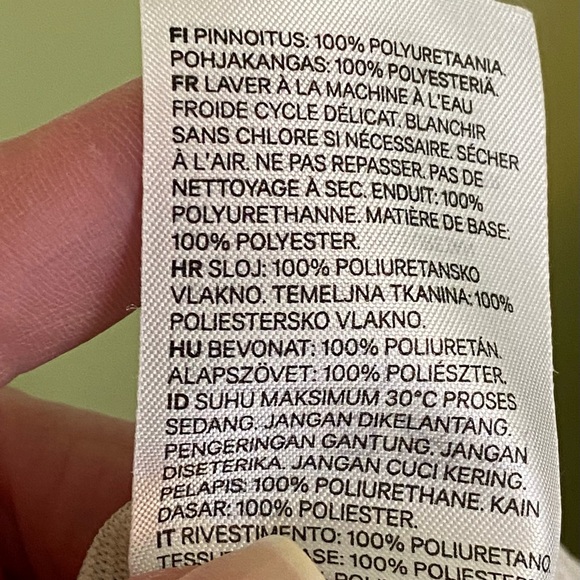 FI PINNOITUS: 100% POLYURETAANIA.
POHJAKANGAS: 100% POLYESTERIÄ.
FR LAVER À LA MACHINE À L'EAU
FROIDE CYCLE DÉLICAT. BLANCHIR
SANS CHLORE SI NÉCESSAIRE. SÉCHER
À L'AIR. NE PAS REPASSER. PAS DE
NETTOYAGE À SEC. ENDUIT: 100%
POLYURETHANNE. MATIÈRE DE BASE:
100% POLYESTER.
HR SLOJ: 100% POLIURETANSKO
VLAKNO. TEMELJNA TKANINA: 100%
POLIESTERSKO VLAKNO.
HU BEVONAT: 100% POLIURETÁN.
ALAPSZÖVET: 100% POLIÉSZTER.
ID SUHU MAKSIMUM 30°C PROSES
SEDANG. JANGAN DIKELANTANG.
PENGERINGAN GANTUNG. JANGAN
DISETERIKA. JANGAN CUCI KERING.
PELAPIS: 100% POLIURETHANE. KAIN
DASAR: 100% POLIESTER.
IT RIVESTIMENTO: 100% POLIURETANO.
100%